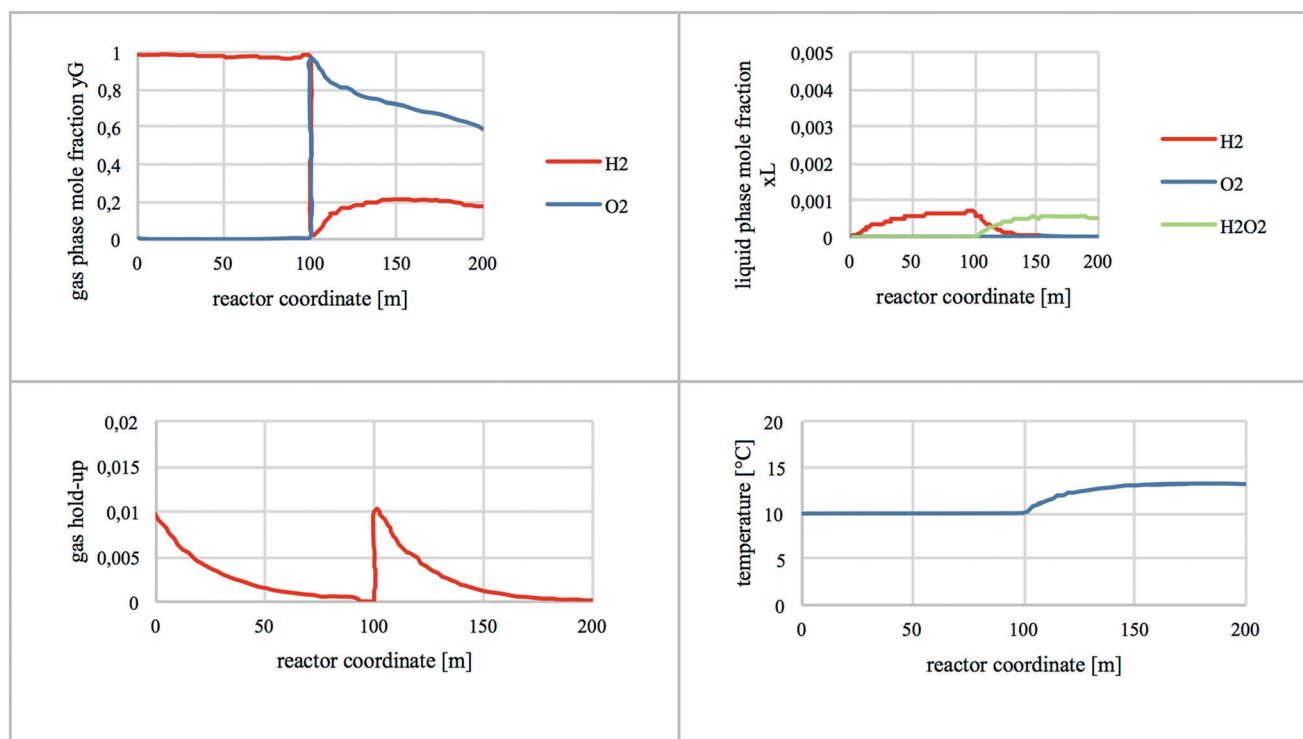 gas phase mole fraction yG
1
0,8
0,6
0,4
0,2
0
0 50 100 150 200
reactor coordinate [m]
H2
O2
liquid phase mole fraction
xL
0,005
0,004
0,003
0,002
0,001
0
0 50 100 150 200
reactor coordinate [m]
H2
O2
H2O2
gas hold-up
0,02
0,015
0,01
0,005
0
0 50 100 150 200
reactor coordinate [m]
temperature [°C]
20
15
10
5
0
0 50 100 150 200
reactor coordinate [m]